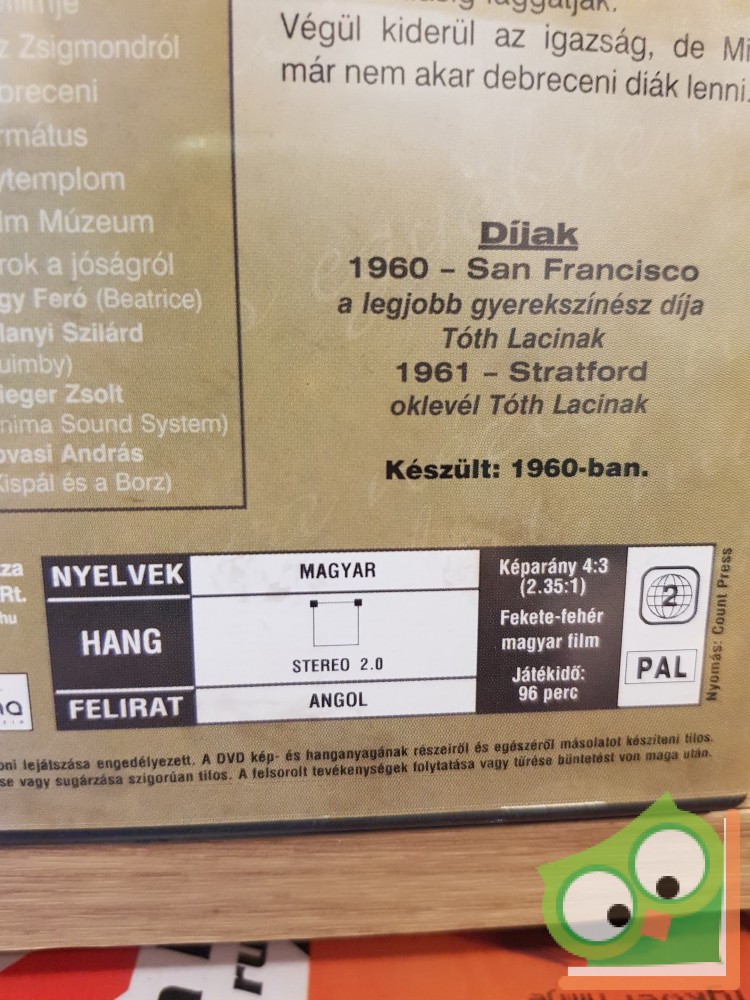 Végül kiderül az igazság, de Mi
már nem akar debreceni diák lenni.
z Zsigmondról
breceni
rmátus
ytemplom
lm Múzeum
rok a jóságról
gy Feró (Beatrice)
lanyi Szilárd
uimby)
ieger Zsolt
nima Sound System)
ovasi András
Kispál és a Borz)
Díjak
1960 – San Francisco
a legjobb gyerekszínész díja
Tóth Lacinak
1961 – Stratford
oklevél Tóth Lacinak
Készült: 1960-ban.
za
Rt.
hu
NYELVEK
MAGYAR
HANG
STEREO 2.0
FELIRAT
ANGOL
Képarány 4:3
(2.35:1)
Fekete-fehér
magyar film
Játékidő:
96 perc
2
PAL
Nyomás: Count Press
oni lejátszása engedélyezett. A DVD kép- és hanganyagának részeiről és egészéről másolatot készíteni tilos.
se vagy sugárzása szigorúan tilos. A felsorolt tevékenységek folytatása vagy tűrése büntetést von maga után.
ru